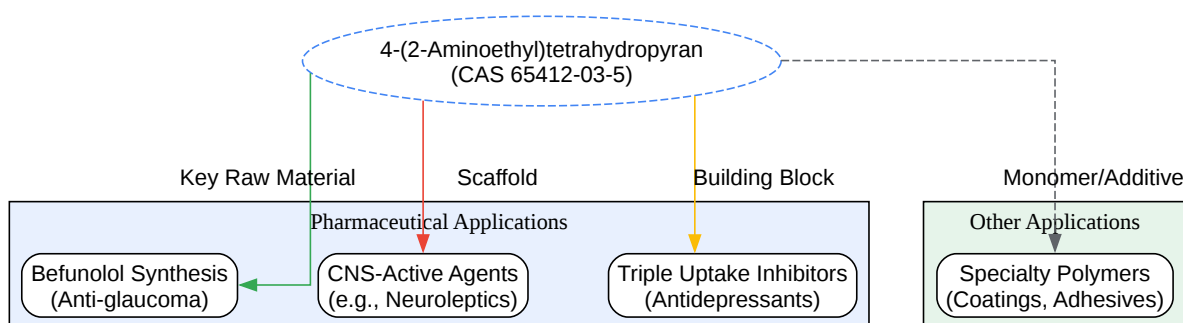 4-(2-Aminoethyl)tetrahydropyran
(CAS 65412-03-5)
Key Raw Material
Scaffold
Building Block
Monomer/Additive
Pharmaceutical Applications
Other Applications
Befunolol Synthesis
(Anti-glaucoma)
CNS-Active Agents
(e.g., Neuroleptics)
Triple Uptake Inhibitors
(Antidepressants)
Specialty Polymers
(Coatings, Adhesives)